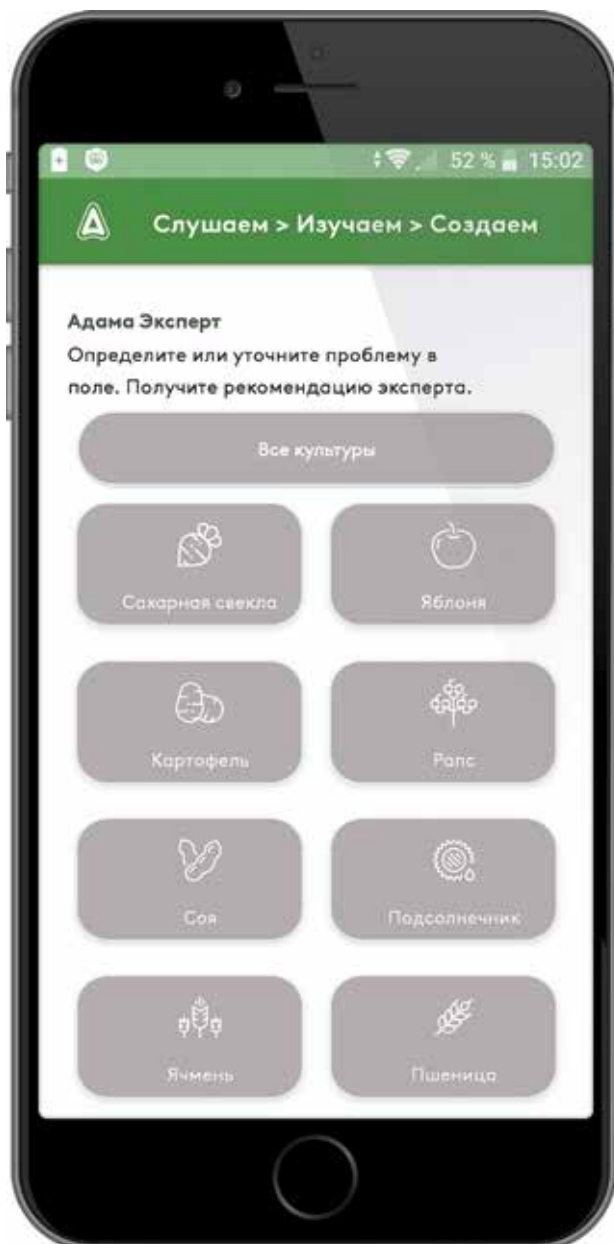 52 % 15:02
Слушаем > Изучаем > Создаем
Адама Эксперт
Определите или уточните проблему в
поле. Получите рекомендацию эксперта.
Все культуры
Сахарная свекла
Яблоня
Картофель
Рапс
Соя
Подсолнечник
Ячмень
Пшеница